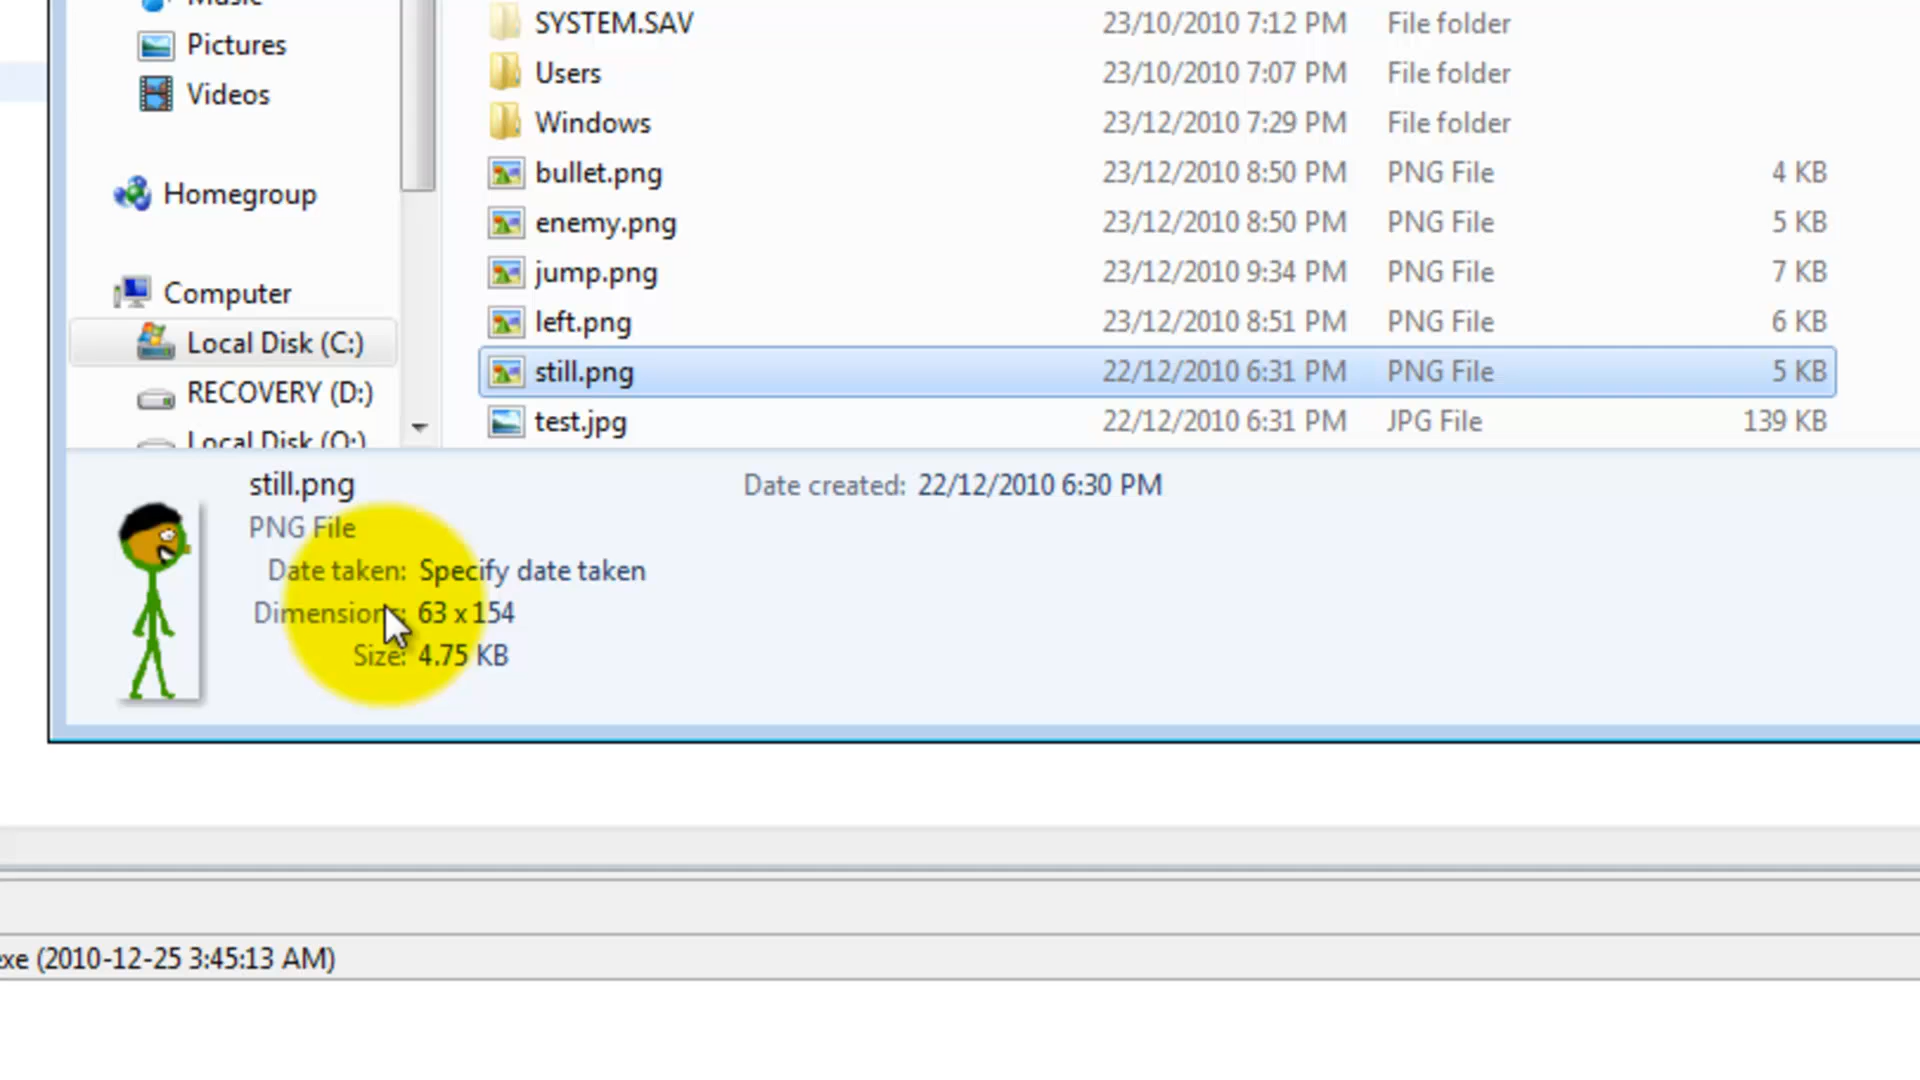 Music
Pictures
Videos
Homegroup
Computer
Local Disk (C:)
RECOVERY (D:)
Local Disk (Q:)
SYSTEM.SAV 23/10/2010 7:12 PM File folder
Users 23/10/2010 7:07 PM File folder
Windows 23/12/2010 7:29 PM File folder
bullet.png 23/12/2010 8:50 PM PNG File 4 KB
enemy.png 23/12/2010 8:50 PM PNG File 5 KB
jump.png 23/12/2010 9:34 PM PNG File 7 KB
left.png 23/12/2010 8:51 PM PNG File 6 KB
still.png 22/12/2010 6:31 PM PNG File 5 KB
test.jpg 22/12/2010 6:31 PM JPG File 139 KB
still.png Date created: 22/12/2010 6:30 PM
PNG File
Date taken: Specify date taken
Dimensions: 63 x 154
Size: 4.75 KB
exe (2010-12-25 3:45:13 AM)